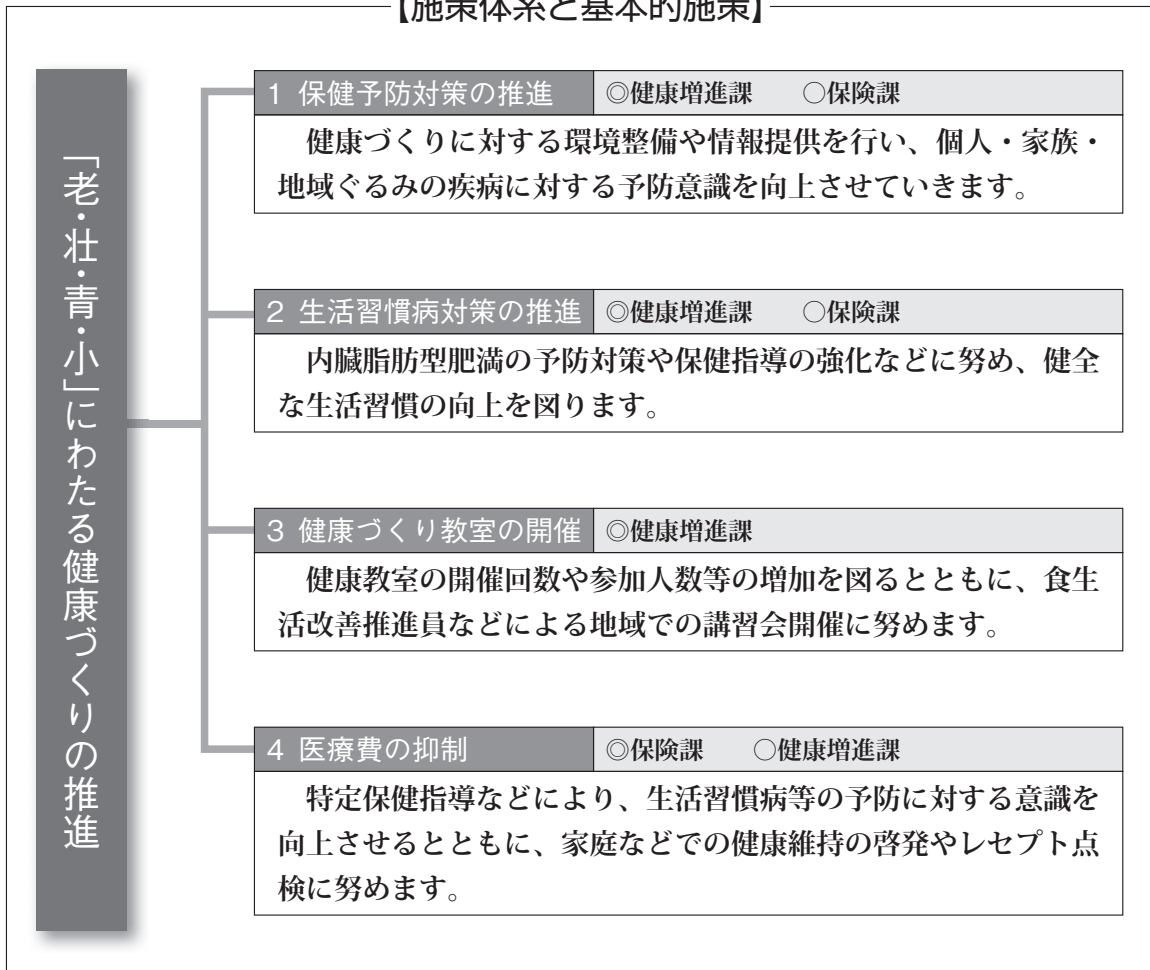 【施策体系と基本的施策】
「老・壮・青・小」にわたる健康づくりの推進
1 保健予防対策の推進 ◎健康増進課 ○保険課
健康づくりに対する環境整備や情報提供を行い、個人・家族・
地域ぐるみの疾病に対する予防意識を向上させていきます。
2 生活習慣病対策の推進 ◎健康増進課 ○保険課
内臓脂肪型肥満の予防対策や保健指導の強化などに努め、健全
な生活習慣の向上を図ります。
3 健康づくり教室の開催 ◎健康増進課
健康教室の開催回数や参加人数等の増加を図るとともに、食生
活改善推進員などによる地域での講習会開催に努めます。
4 医療費の抑制 ◎保険課 ○健康増進課
特定保健指導などにより、生活習慣病等の予防に対する意識を
向上させるとともに、家庭などでの健康維持の啓発やレセプト点
検に努めます。